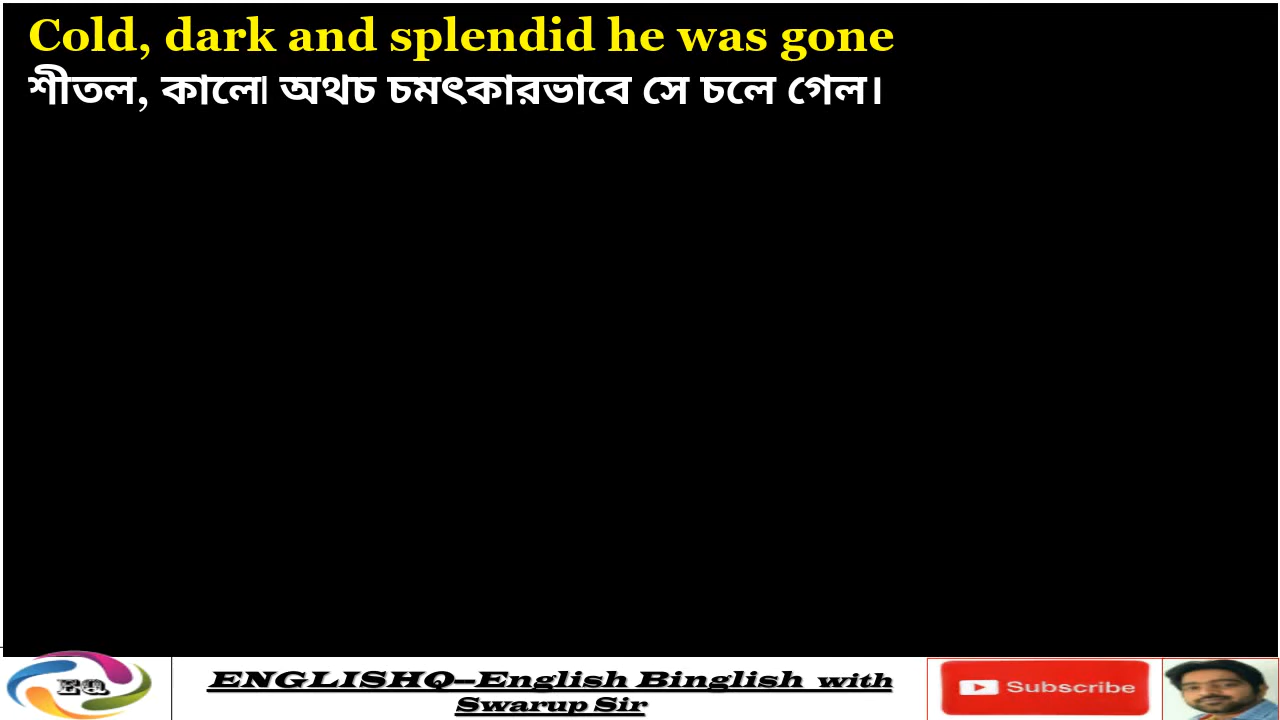 Cold, dark and splendid he was gone
শীতল, কালো অথচ চমৎকারভাবে সে চলে গেল।
EQ
ENGLISHQ–English Binglish with
Swarup Sir
Subscribe